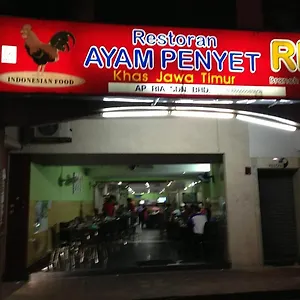 Restoran
AYAM PENYET
Khas Jawa Timur
AP RIA SDN BHD
INDONESIAN FOOD